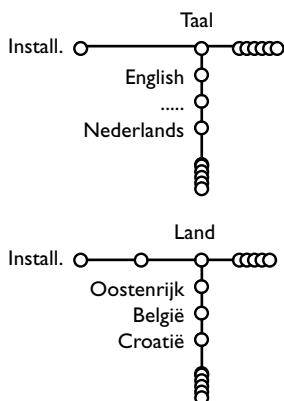 Taal
Install.
English
.....
Nederlands
Land
Install.
Oostenrijk
België
Croatië